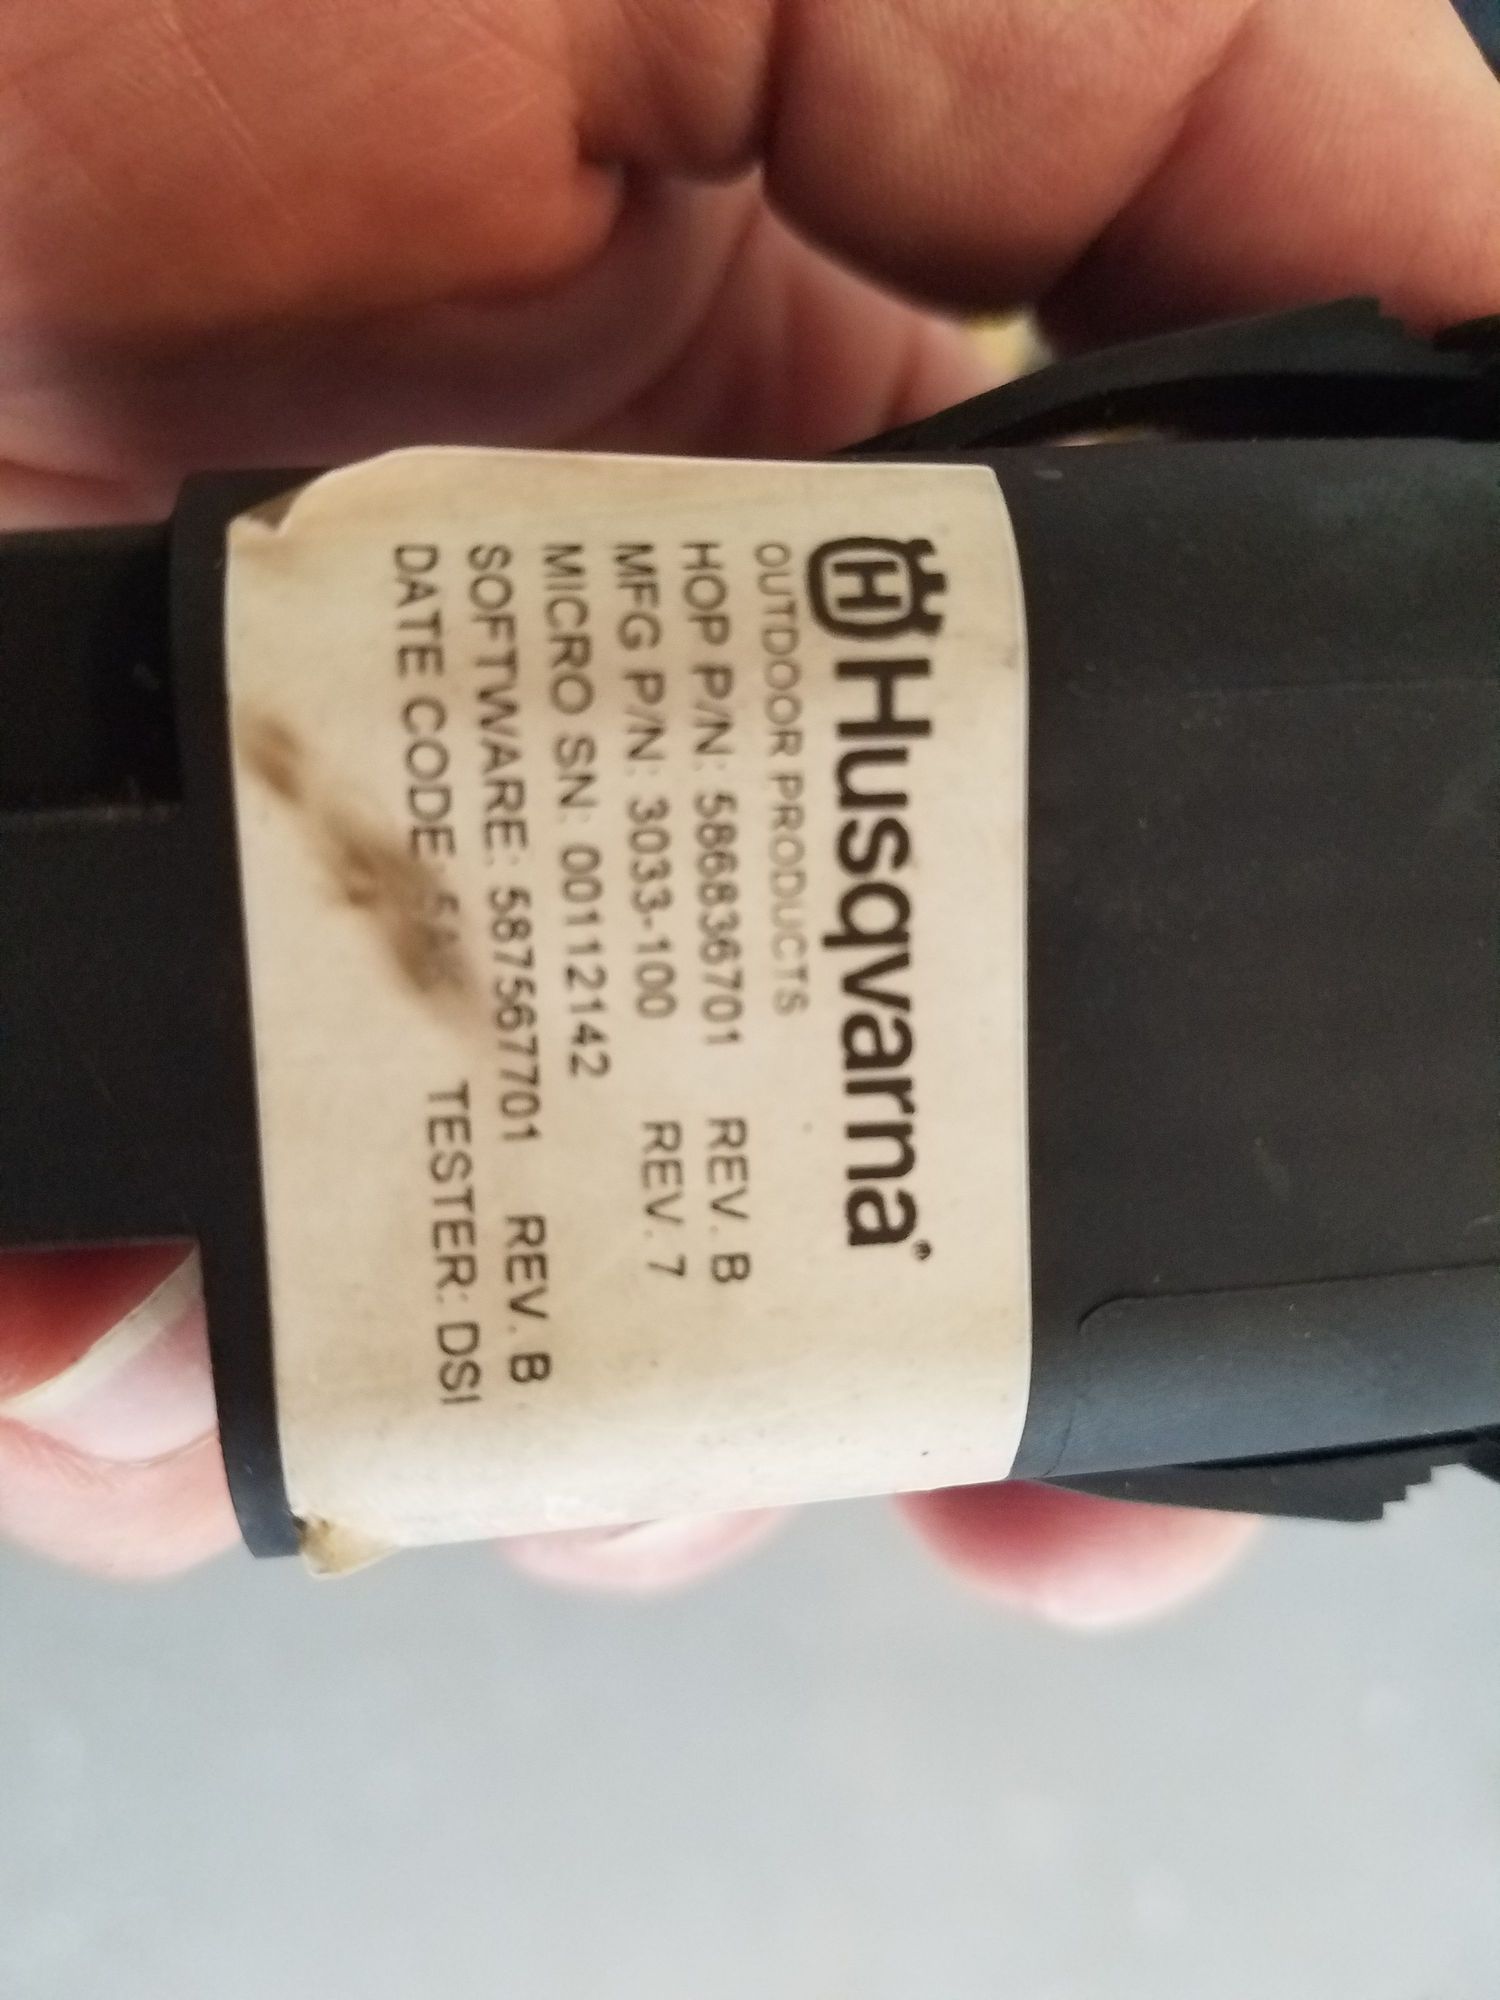 H Husqvarna®
OUTDOOR PRODUCTS
HOP P/N: 586836701 REV. B
MFG P/N: 3033-100 REV. 7
MICRO SN: 00112142
SOFTWARE: 587567701 REV. B
DATE CODE: TESTER: DSI